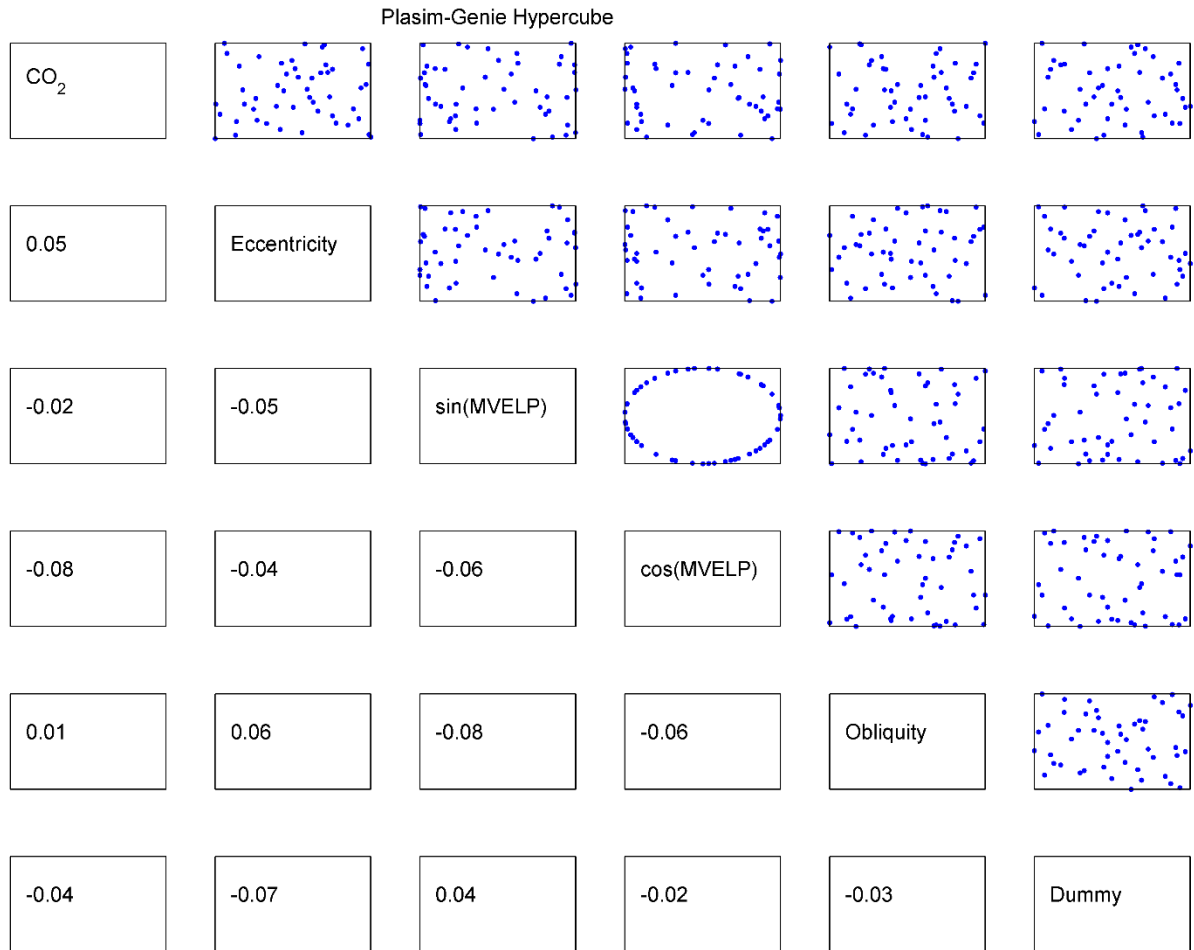 Plasim-Genie Hypercube
CO2
0.05 Eccentricity
-0.02 -0.05 sin(MVELP)
-0.08 -0.04 -0.06 cos(MVELP)
0.01 0.06 -0.08 -0.06 Obliquity
-0.04 -0.07 0.04 -0.02 -0.03 Dummy